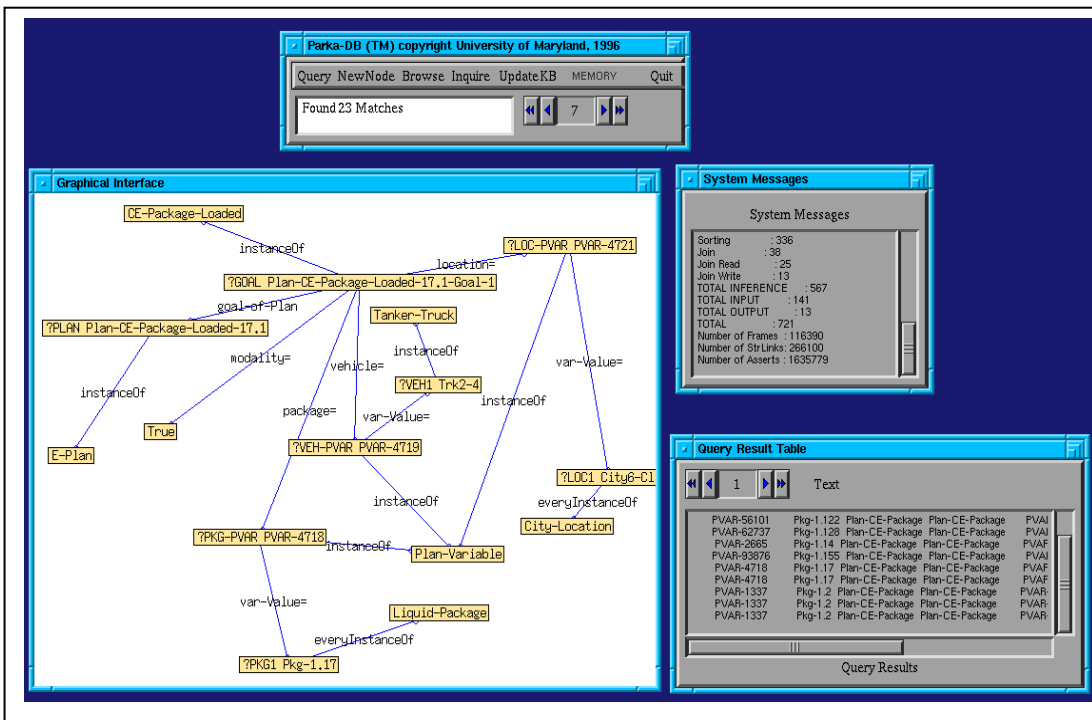 Parka-DB (TM) copyright University of Maryland, 1996
Query NewNode Browse Inquire UpdateKB MEMORY Quit
Found 23 Matches
7
Graphical Interface
CE-Package-Loaded
instanceOf
?LOC-PVAR PVAR-4721
location=
?GOAL Plan-CE-Package-Loaded-17.1-Goal-1
goal-of-Plan
?PLAN Plan-CE-Package-Loaded-17.1
Tanker-Truck
modality=
vehicle=
instanceOf
var-Value=
?VEH1 Trk2-4
instanceOf
instanceOf
package=
var-Value=
True
E-Plan
?VEH-PVAR PVAR-4719
?LOC1 City6-Cl
instanceOf
everyInstanceOf
City-Location
?PKG-PVAR PVAR-4718
instanceOf
Plan-Variable
var-Value=
Liquid-Package
everyInstanceOf
?PKG1 Pkg-1.17
System Messages
System Messages
Sorting : 336
Join : 38
Join Read : 25
Join Write : 13
TOTAL INFERENCE : 567
TOTAL INPUT : 141
TOTAL OUTPUT : 13
TOTAL : 721
Number of Frames : 116390
Number of StrLinks: 266100
Number of Asserts : 1635779
Query Result Table
1 Text
PVAR-56101 Pkg-1.122 Plan-CE-Package Plan-CE-Package PVAI
PVAR-62737 Pkg-1.128 Plan-CE-Package Plan-CE-Package PVAI
PVAR-2665 Pkg-1.14 Plan-CE-Package Plan-CE-Package PVAF
PVAR-93876 Pkg-1.155 Plan-CE-Package Plan-CE-Package PVAI
PVAR-4718 Pkg-1.17 Plan-CE-Package Plan-CE-Package PVAF
PVAR-4718 Pkg-1.17 Plan-CE-Package Plan-CE-Package PVAF
PVAR-1337 Pkg-1.2 Plan-CE-Package Plan-CE-Package PVAR
PVAR-1337 Pkg-1.2 Plan-CE-Package Plan-CE-Package PVAR
PVAR-1337 Pkg-1.2 Plan-CE-Package Plan-CE-Package PVAR
Query Results